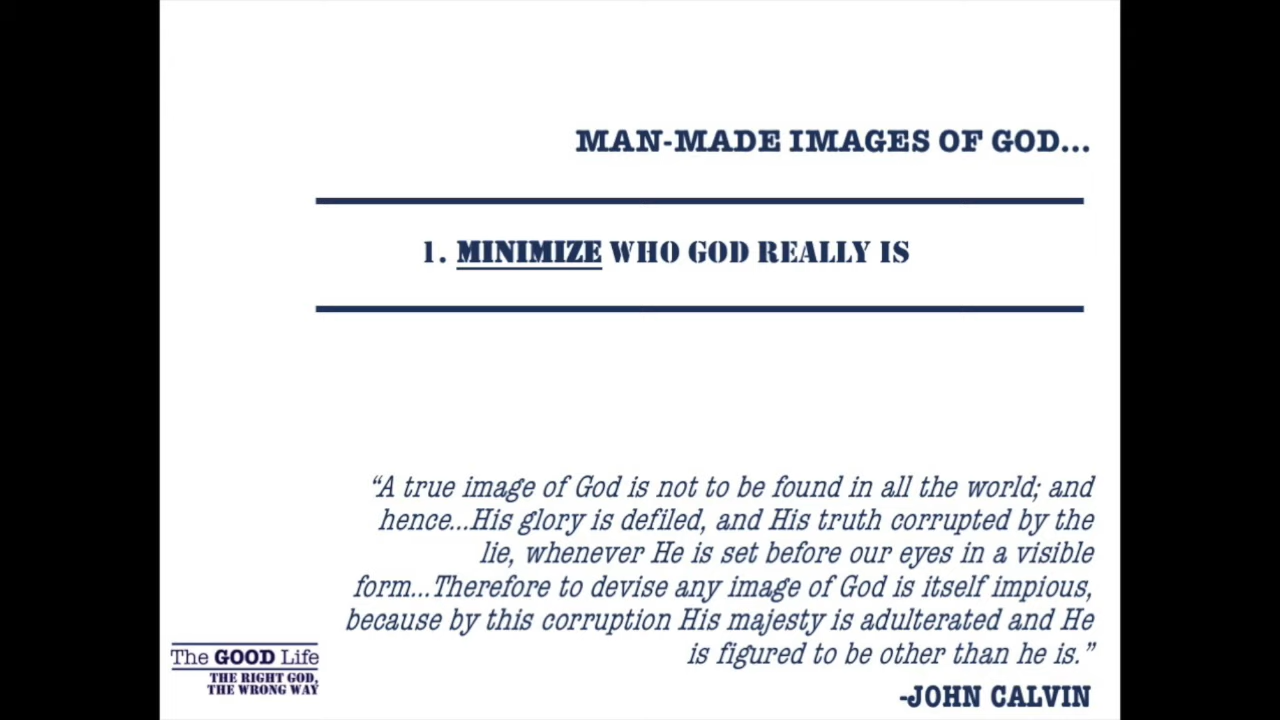 MAN-MADE IMAGES OF GOD...
1. MINIMIZE WHO GOD REALLY IS
“A true image of God is not to be found in all the world; and
hence...His glory is defiled, and His truth corrupted by the
lie, whenever He is set before our eyes in a visible
form...Therefore to devise any image of God is itself impious,
because by this corruption His majesty is adulterated and He
is figured to be other than he is.”
-JOHN CALVIN
The GOOD Life
THE RIGHT GOD,
THE WRONG WAY